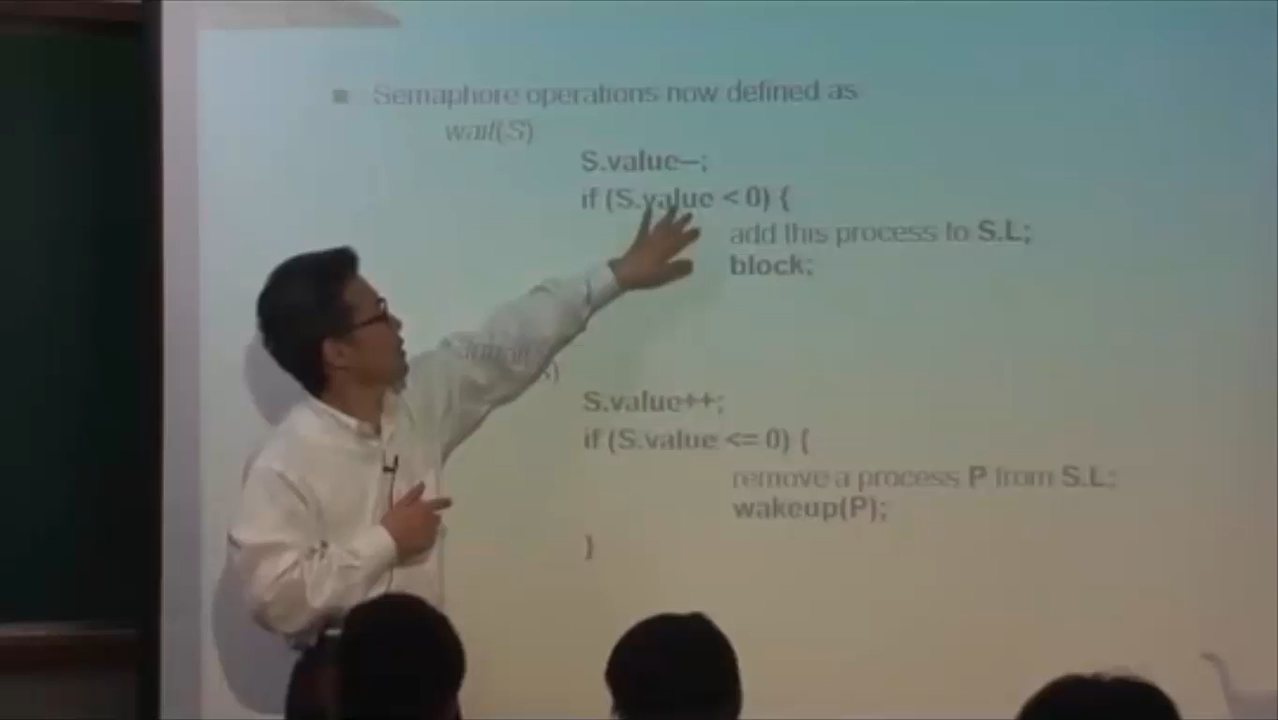 Semaphore operations now defined as
wait(S)
S.value--;
if (S.value < 0) {
add this process to S.L;
block;
S.value++;
if (S.value <= 0) {
remove a process P from S.L;
wakeup(P);
}